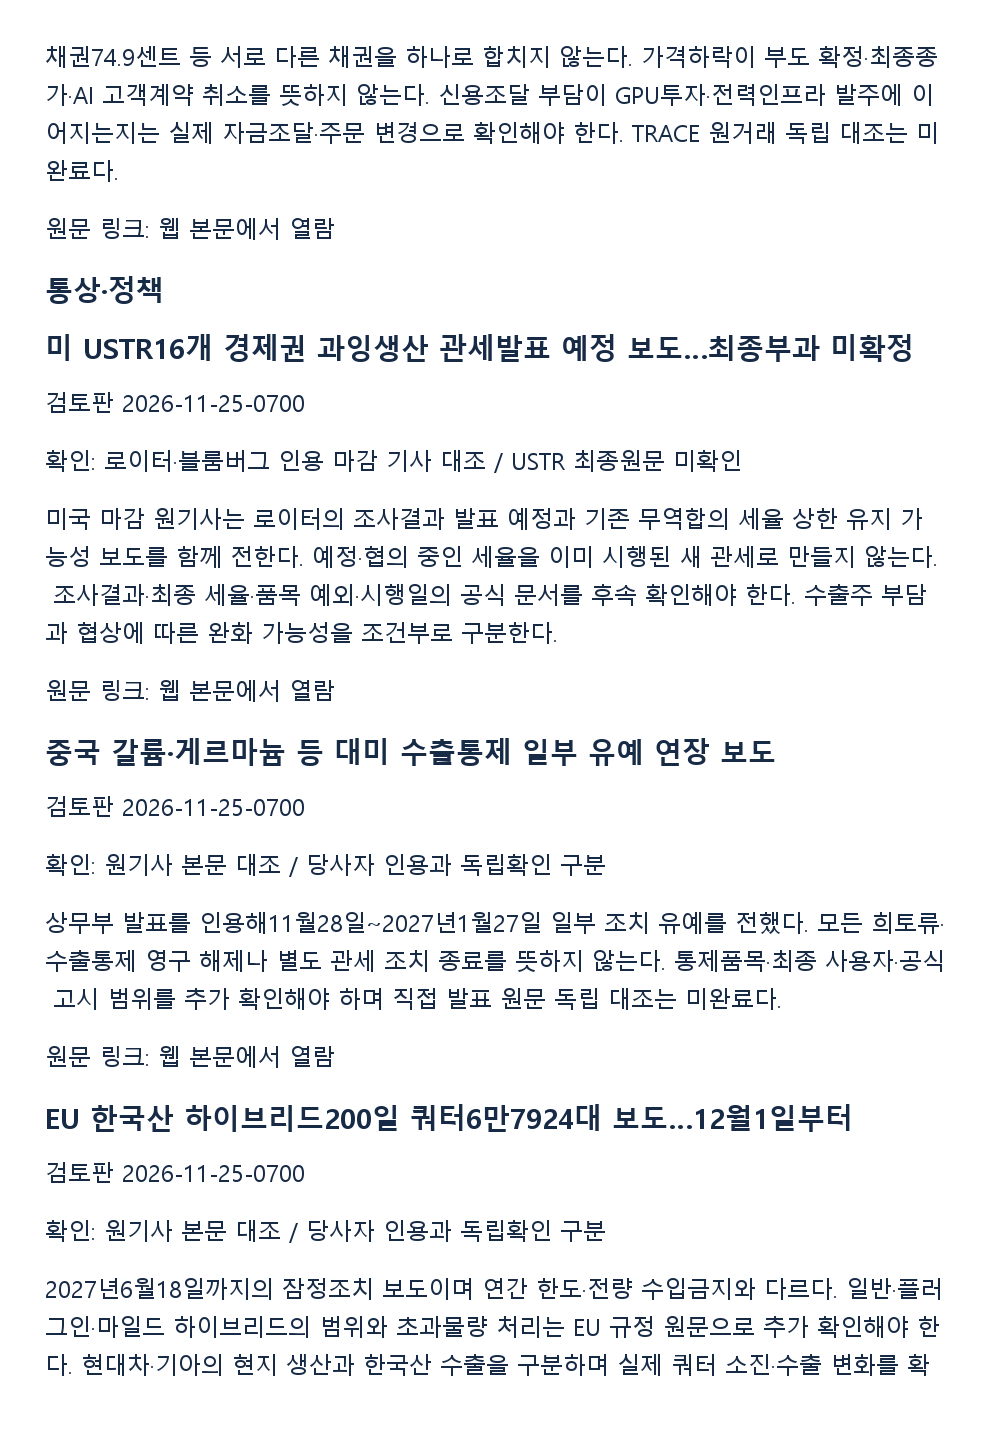 채권74.9센트 등 서로 다른 채권을 하나로 합치지 않는다. 가격하락이 부도 확정·최종종
가·AI 고객계약 취소를 뜻하지 않는다. 신용조달 부담이 GPU투자·전력인프라 발주에 이
어지는지는 실제 자금조달·주문 변경으로 확인해야 한다. TRACE 원거래 독립 대조는 미
완료다.
원문 링크: 웹 본문에서 열람
통상·정책
미 USTR16개 경제권 과잉생산 관세발표 예정 보도...최종부과 미확정
검토판 2026-11-25-0700
확인: 로이터·블룸버그 인용 마감 기사 대조 / USTR 최종원문 미확인
미국 마감 원기사는 로이터의 조사결과 발표 예정과 기존 무역합의 세율 상한 유지 가
능성 보도를 함께 전한다. 예정·협의 중인 세율을 이미 시행된 새 관세로 만들지 않는다.
조사결과·최종 세율·품목 예외·시행일의 공식 문서를 후속 확인해야 한다. 수출주 부담
과 협상에 따른 완화 가능성을 조건부로 구분한다.
원문 링크: 웹 본문에서 열람
중국 갈륨·게르마늄 등 대미 수출통제 일부 유예 연장 보도
검토판 2026-11-25-0700
확인: 원기사 본문 대조 / 당사자 인용과 독립확인 구분
상무부 발표를 인용해11월28일~2027년1월27일 일부 조치 유예를 전했다. 모든 희토류·
수출통제 영구 해제나 별도 관세 조치 종료를 뜻하지 않는다. 통제품목·최종 사용자·공식
고시 범위를 추가 확인해야 하며 직접 발표 원문 독립 대조는 미완료다.
원문 링크: 웹 본문에서 열람
EU 한국산 하이브리드200일 쿼터6만7924대 보도...12월1일부터
검토판 2026-11-25-0700
확인: 원기사 본문 대조 / 당사자 인용과 독립확인 구분
2027년6월18일까지의 잠정조치 보도이며 연간 한도·전량 수입금지와 다르다. 일반·플러
그인·마일드 하이브리드의 범위와 초과물량 처리는 EU 규정 원문으로 추가 확인해야 한
다. 현대차·기아의 현지 생산과 한국산 수출을 구분하며 실제 쿼터 소진·수출 변화를 확